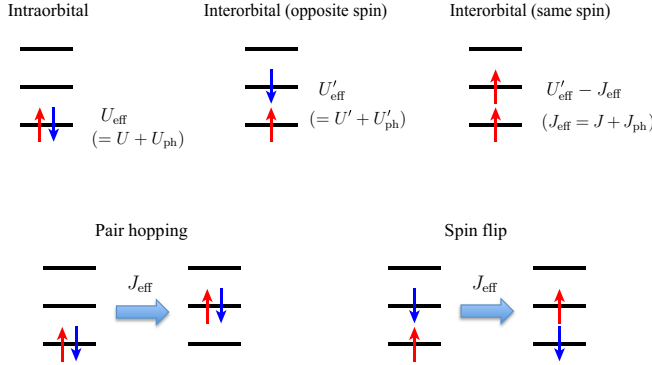 Intraorbital
Interorbital (opposite spin)
Interorbital (same spin)
U_eff
(= U + U_ph)
U′_eff
(= U′ + U′_ph)
U′_eff − J_eff
(J_eff = J + J_ph)
Pair hopping
Spin flip
J_eff
J_eff